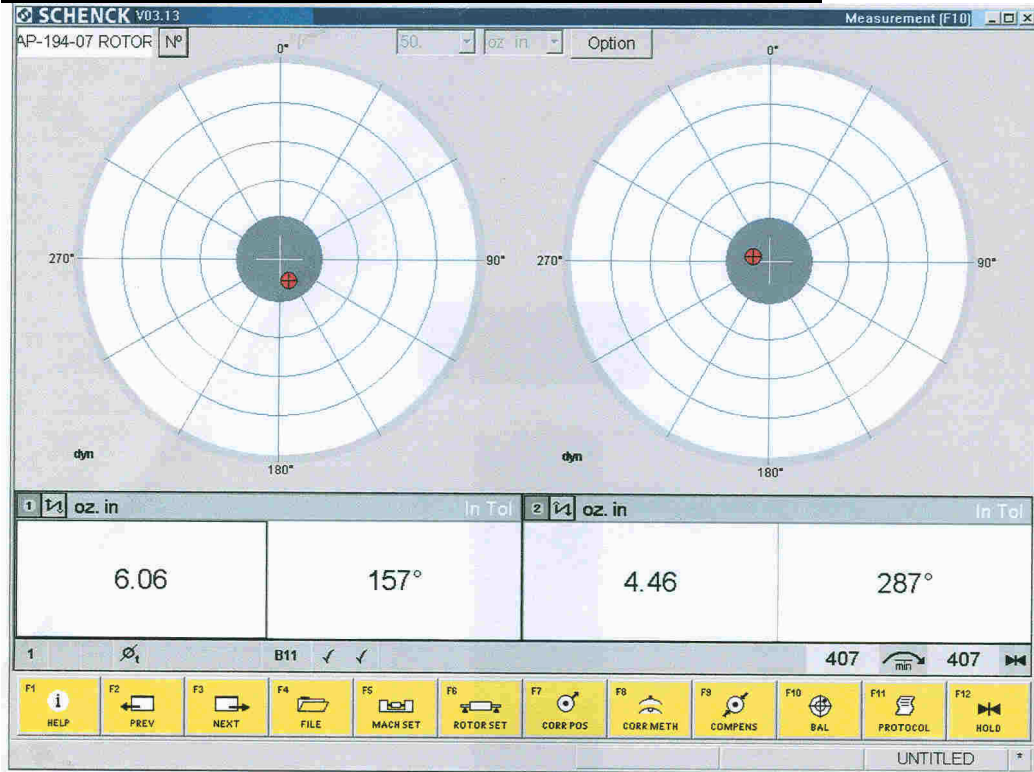 SCHENCK V03.13 Measurement (F10)
AP-194-07 ROTOR Nº 50. oz in Option
0° 0°
270° 90° 270° 90°
dyn dyn
180° 180°
1 oz. in In Tol 2 oz. in In Tol
6.06 157° 4.46 287°
1 Øt B11 ✓ ✓ 407 min 407
F1 F2 F3 F4 F5 F6 F7 F8 F9 F10 F11 F12
i
HELP PREV NEXT FILE MACH SET ROTOR SET CORR POS CORR METH COMPENS BAL PROTOCOL HOLD
UNTITLED *